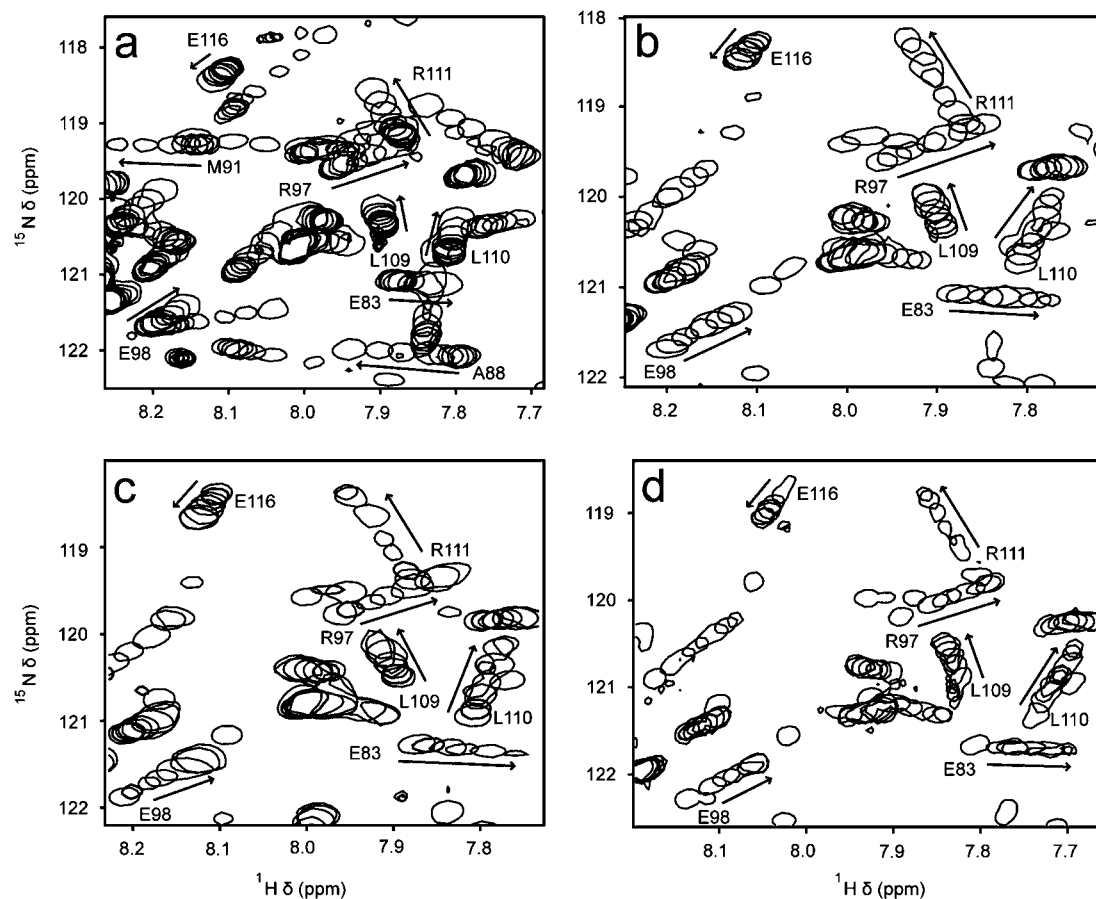 a
118
119
120
121
122
15N δ (ppm)
E116
R111
M91
R97
L109
L110
E83
E98
A88
8.2 8.1 8.0 7.9 7.8 7.7
b
118
119
120
121
122
E116
R111
R97
L109
L110
E83
E98
8.2 8.1 8.0 7.9 7.8
c
119
120
121
122
15N δ (ppm)
E116
R111
R97
L109
L110
E83
E98
8.2 8.1 8.0 7.9 7.8
1H δ (ppm)
d
119
120
121
122
E116
R111
R97
L109
L110
E83
E98
8.1 8.0 7.9 7.8 7.7
1H δ (ppm)